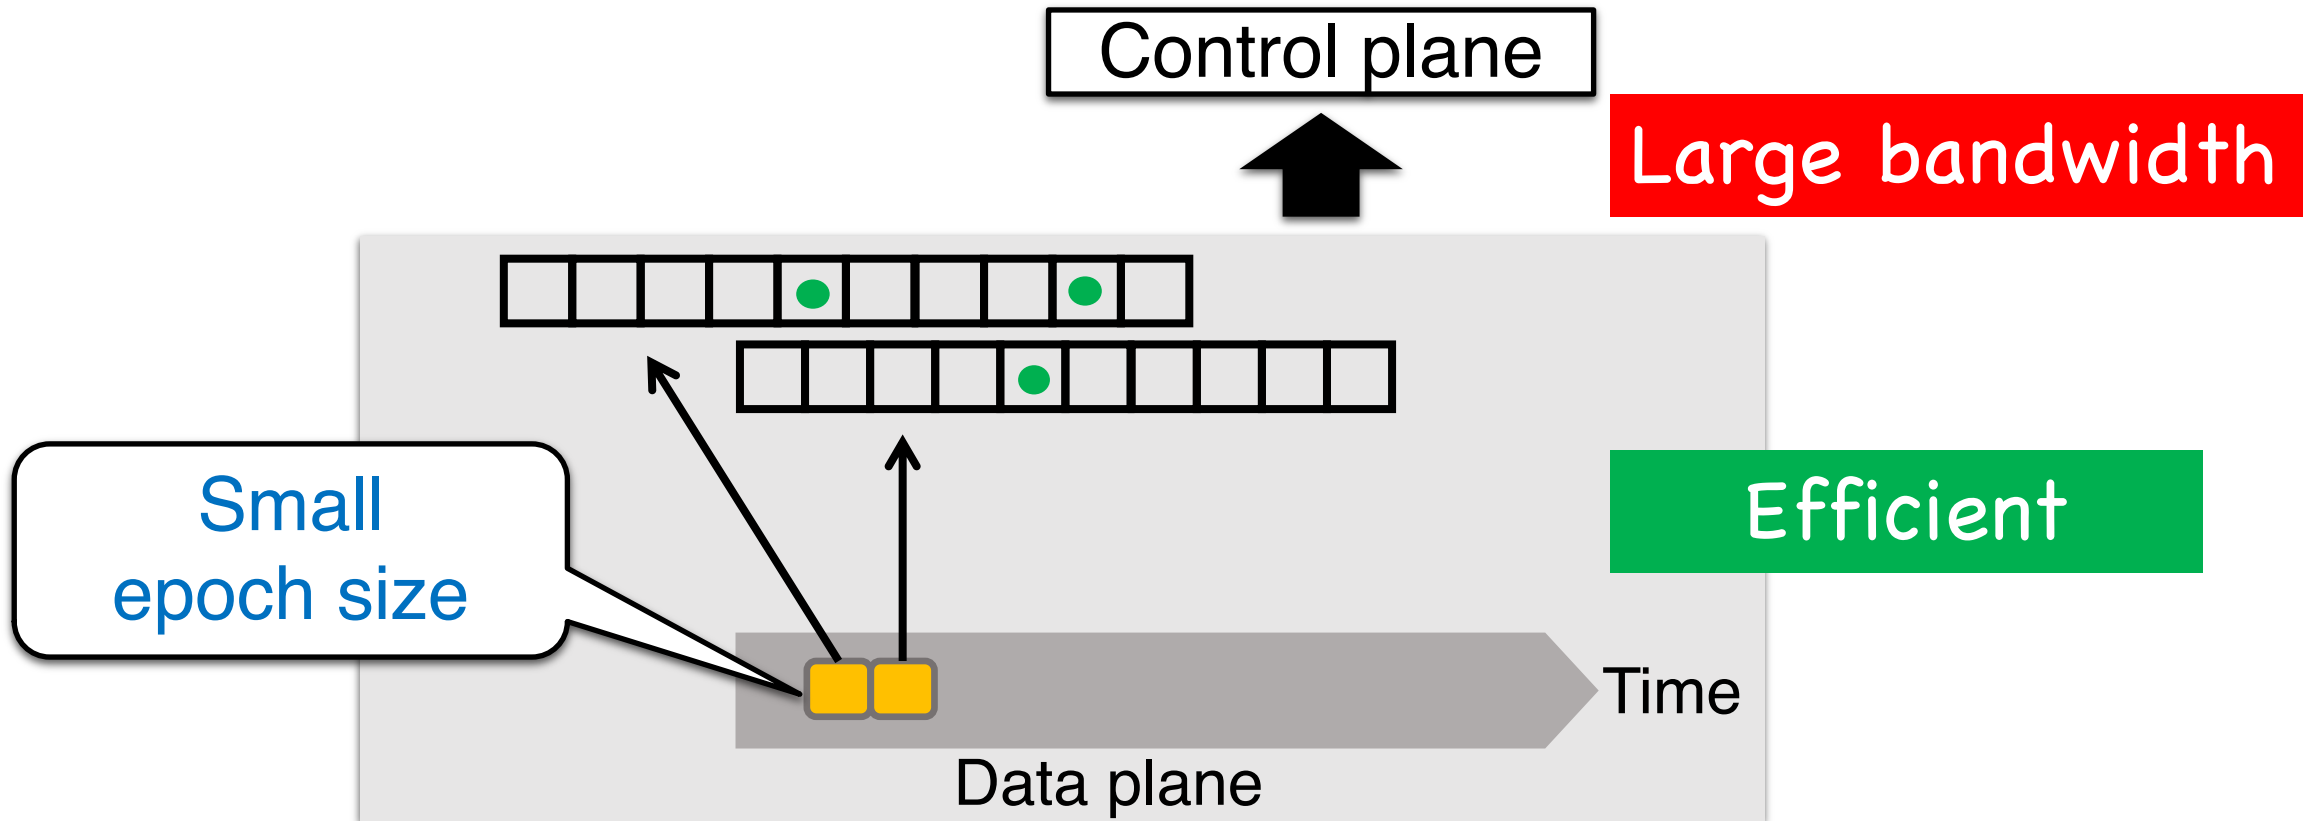 Control plane
Large bandwidth
Small
epoch size
Efficient
Time
Data plane